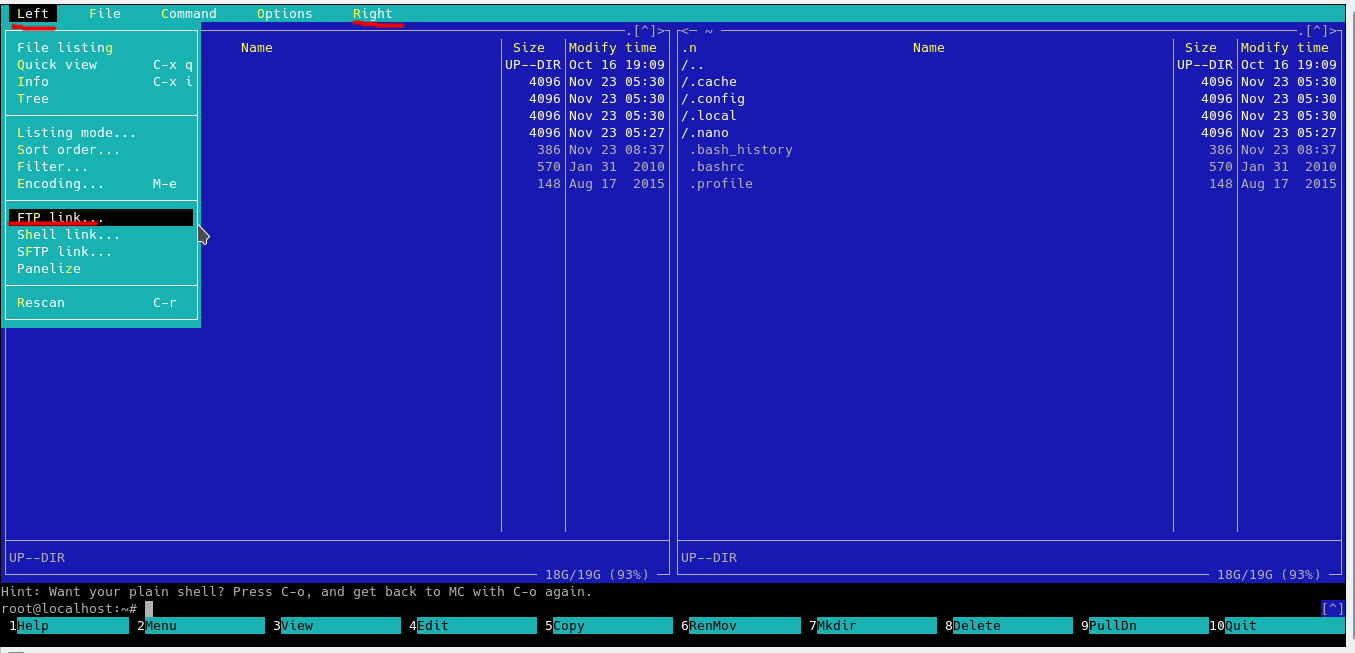 Left File Command Options Right
.[^]> <- ~ .[^]>
File listing Name Size Modify time .n Name Size Modify time
Quick view C-x q UP--DIR Oct 16 19:09 /.. UP--DIR Oct 16 19:09
Info C-x i 4096 Nov 23 05:30 /.cache 4096 Nov 23 05:30
Tree 4096 Nov 23 05:30 /.config 4096 Nov 23 05:30
4096 Nov 23 05:30 /.local 4096 Nov 23 05:30
Listing mode... 4096 Nov 23 05:27 /.nano 4096 Nov 23 05:27
Sort order... 386 Nov 23 08:37 .bash_history 386 Nov 23 08:37
Filter... 570 Jan 31 2010 .bashrc 570 Jan 31 2010
Encoding... M-e 148 Aug 17 2015 .profile 148 Aug 17 2015
FTP link...
Shell link...
SFTP link...
Panelize
Rescan C-r
UP--DIR UP--DIR
18G/19G (93%) 18G/19G (93%)
Hint: Want your plain shell? Press C-o, and get back to MC with C-o again.
root@localhost:~# [^]
1Help 2Menu 3View 4Edit 5Copy 6RenMov 7Mkdir 8Delete 9PullDn 10Quit